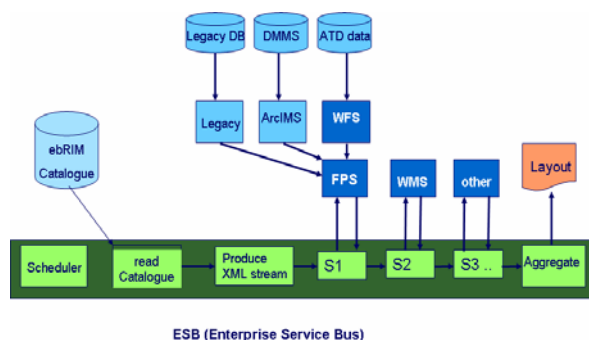 Legacy DB
DMMS
ATD data
Legacy
ArcIMS
WFS
ebRIM
Catalogue
FPS
WMS
other
Layout
Scheduler
read
Catalogue
Produce
XML stream
S1
S2
S3 ..
Aggregate
ESB (Enterprise Service Bus)